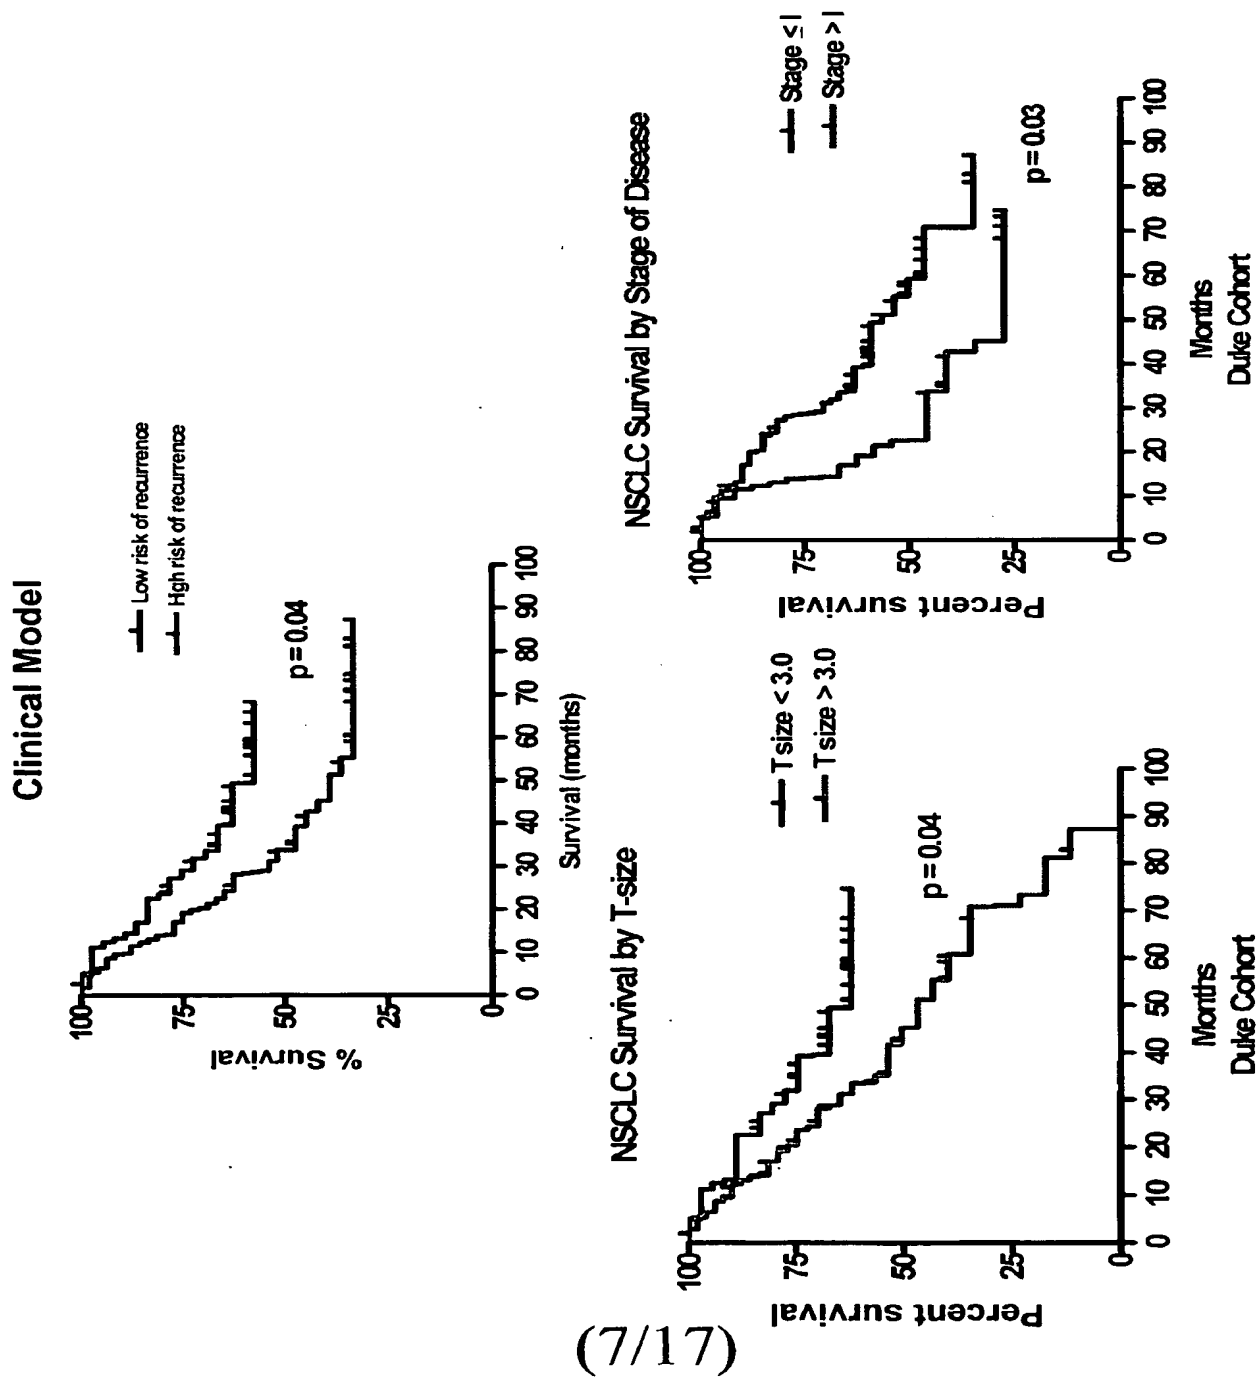 Clinical Model
Low risk of recurrence
Hgh risk of recurrence
p = 0.04
% Survival
100
75
50
25
0
0 10 20 30 40 50 60 70 80 90 100
Survival (months)
NSCLC Survival by T-size
T size < 3.0
T size > 3.0
p = 0.04
Percent survival
100
75
50
25
0
0 10 20 30 40 50 60 70 80 90 100
Months
Duke Cohort
NSCLC Survival by Stage of Disease
Stage ≤ I
Stage > I
p = 0.03
Percent survival
100
75
50
25
0
0 10 20 30 40 50 60 70 80 90 100
Months
Duke Cohort
(7/17)